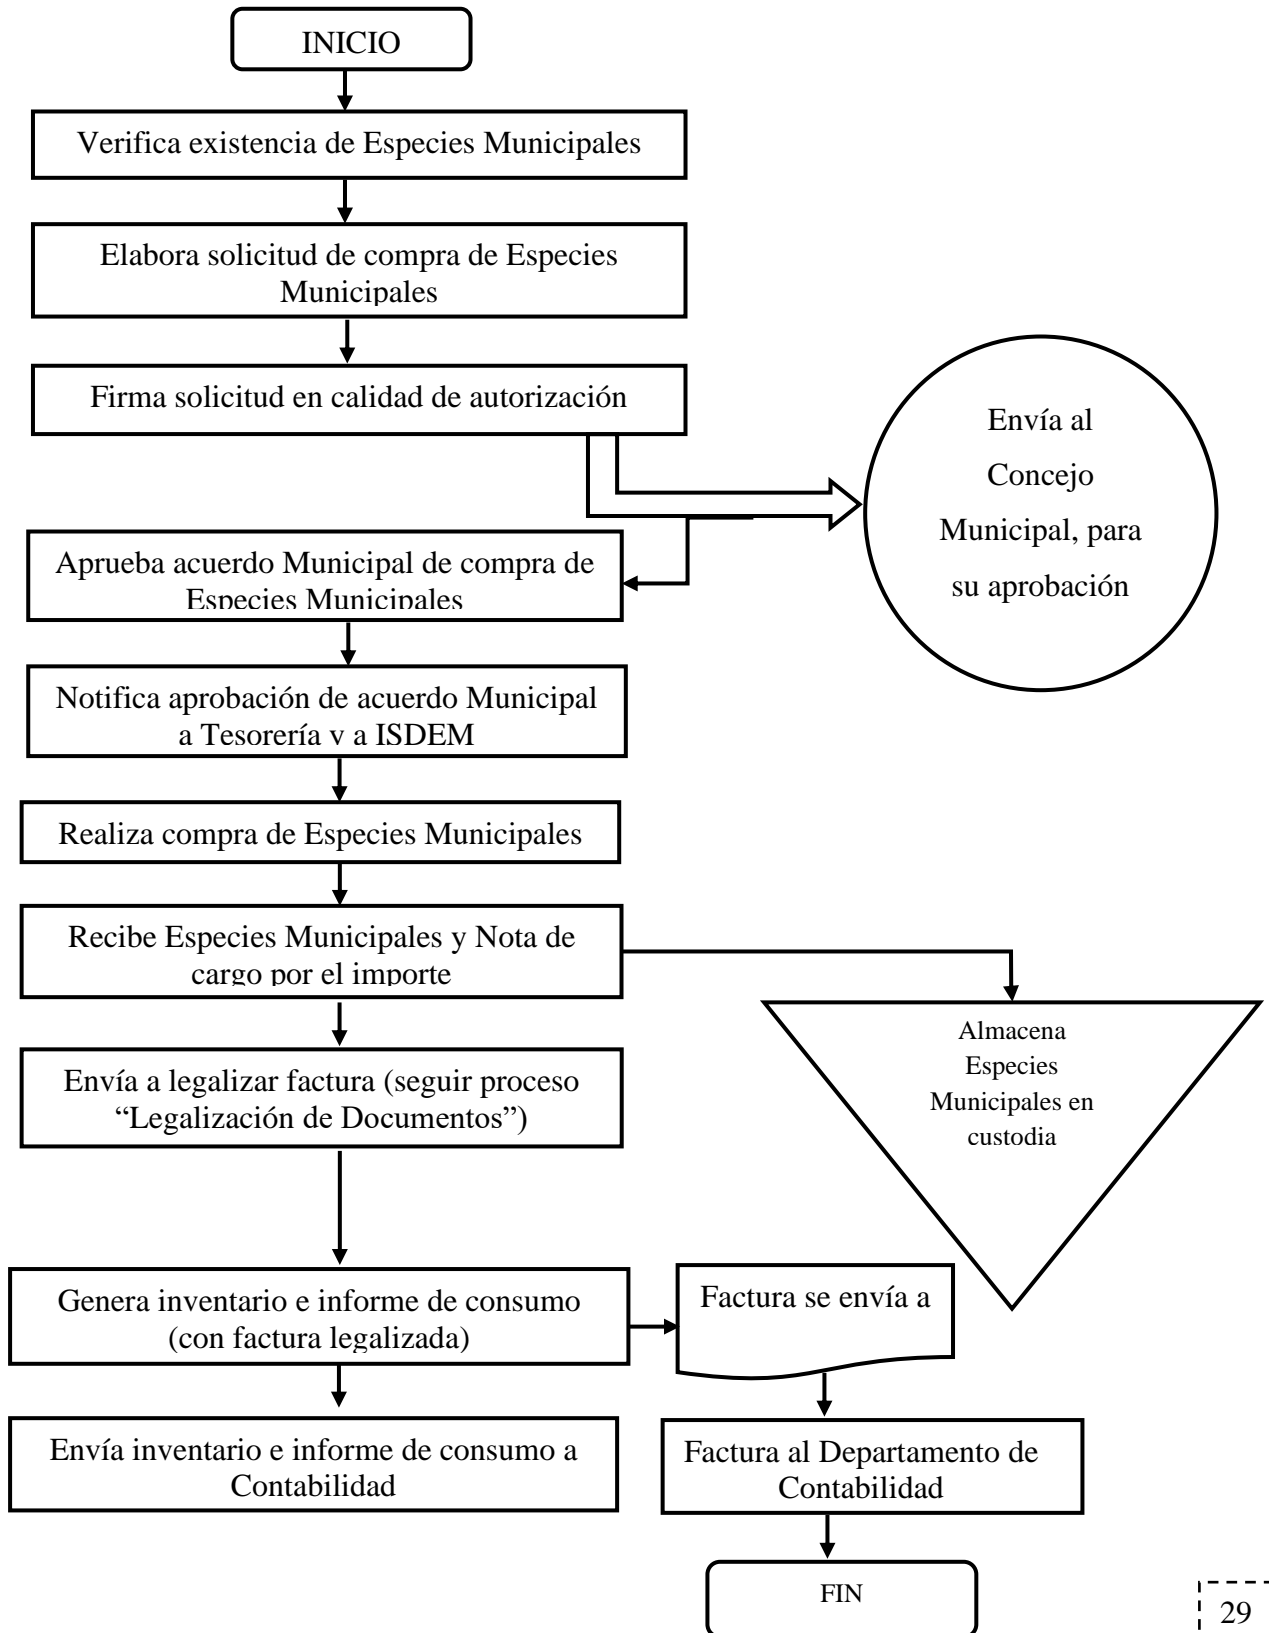 INICIO
Verifica existencia de Especies Municipales
Elabora solicitud de compra de Especies
Municipales
Firma solicitud en calidad de autorización
Envía al
Concejo
Municipal, para
su aprobación
Aprueba acuerdo Municipal de compra de
Especies Municipales
Notifica aprobación de acuerdo Municipal
a Tesorería y a ISDEM
Realiza compra de Especies Municipales
Recibe Especies Municipales y Nota de
cargo por el importe
Almacena
Especies
Municipales en
custodia
Envía a legalizar factura (seguir proceso
“Legalización de Documentos”)
Genera inventario e informe de consumo
(con factura legalizada)
Factura se envía a
Envía inventario e informe de consumo a
Contabilidad
Factura al Departamento de
Contabilidad
FIN
29